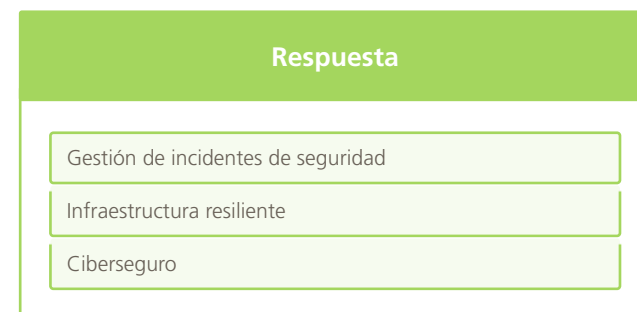 Respuesta
Gestión de incidentes de seguridad
Infraestructura resiliente
Ciberseguro